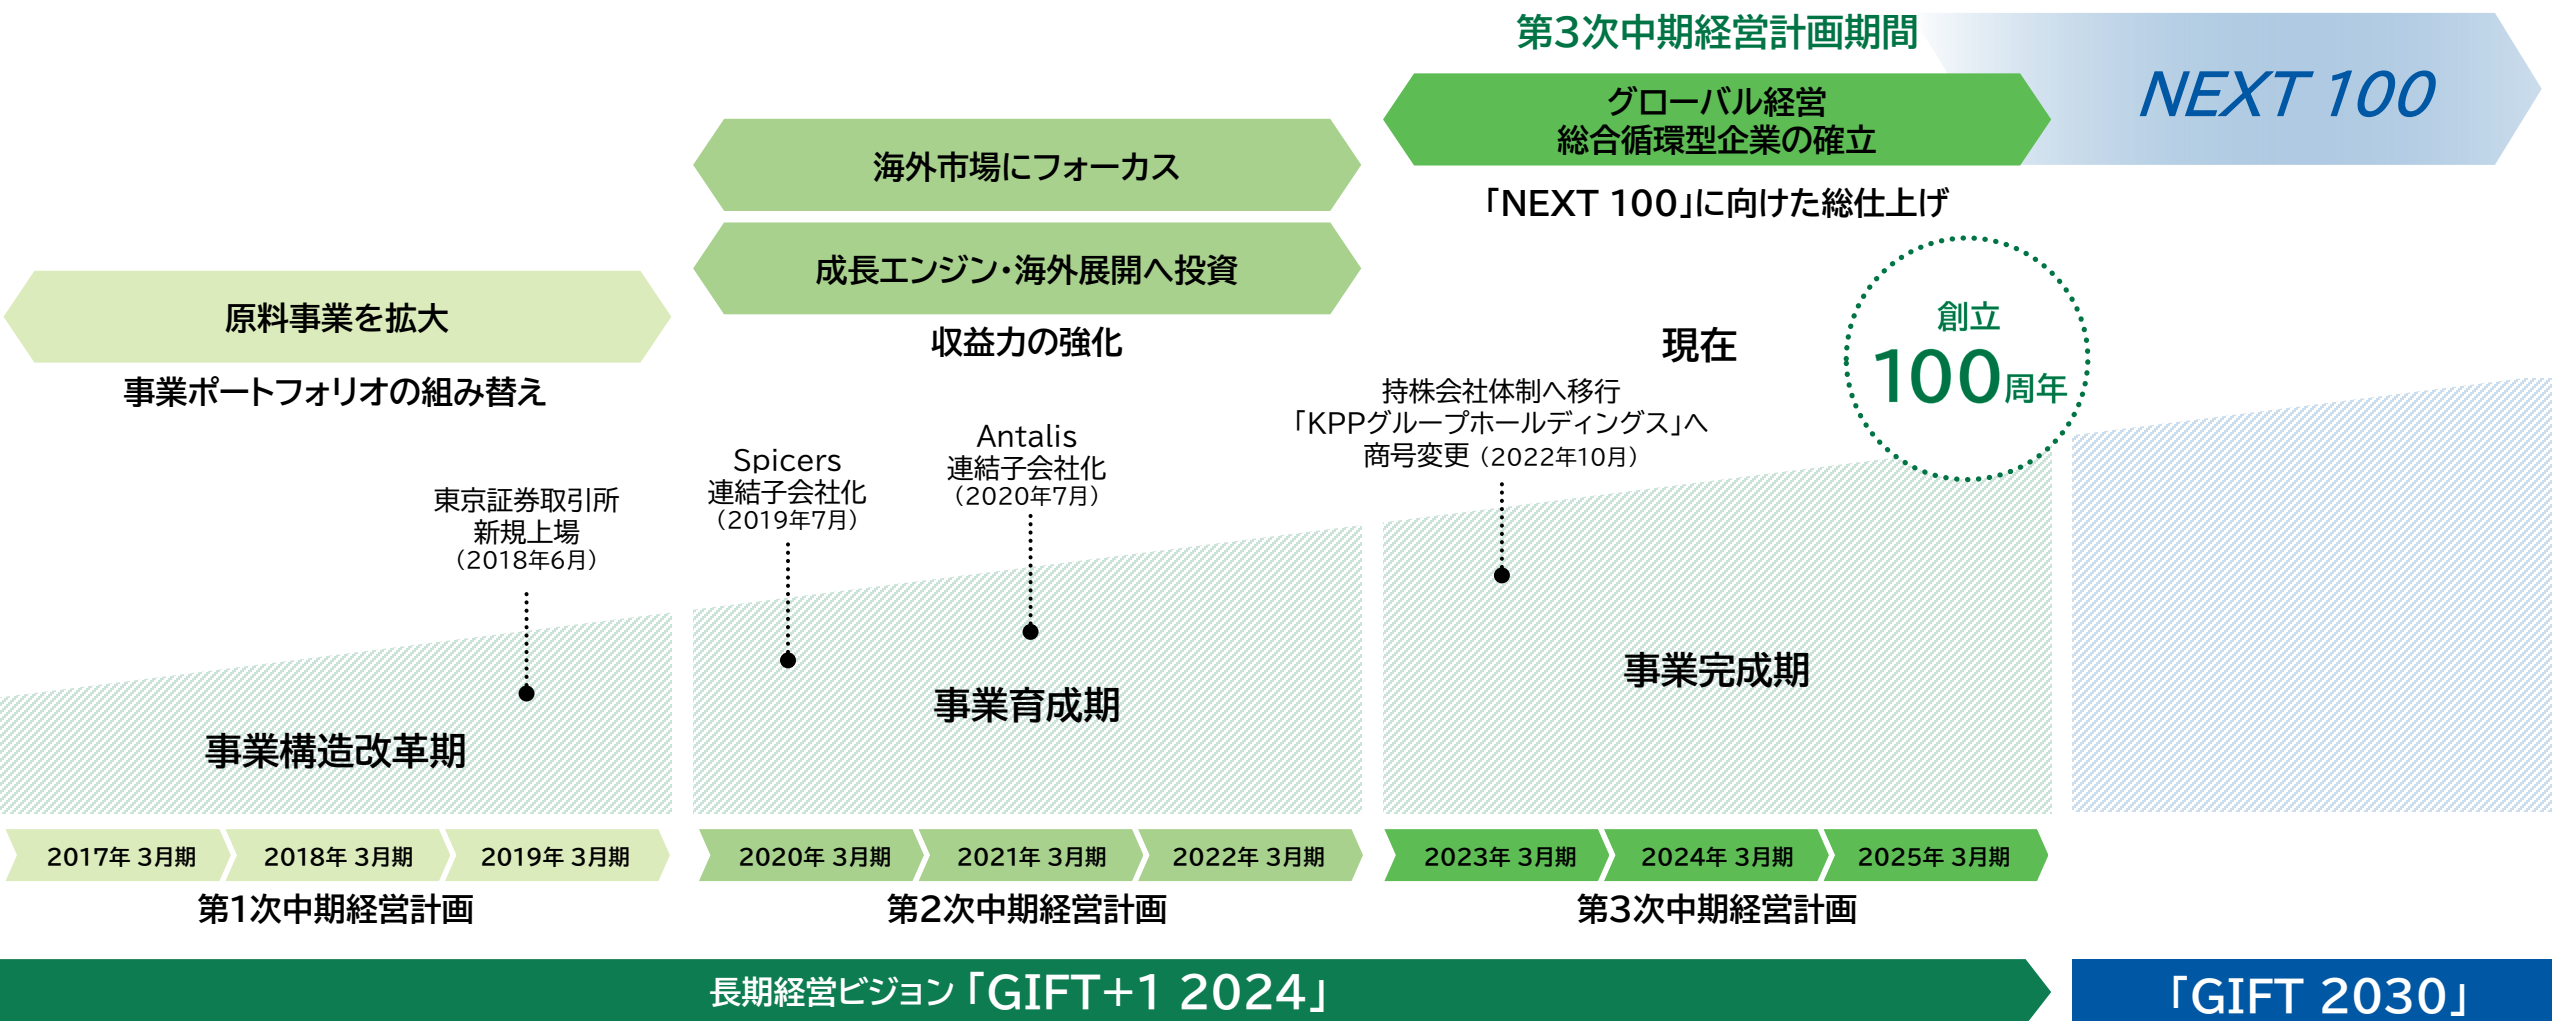 第3次中期経営計画期間
NEXT 100
グローバル経営
総合循環型企業の確立
「NEXT 100」に向けた総仕上げ
海外市場にフォーカス
成長エンジン・海外展開へ投資
収益力の強化
原料事業を拡大
事業ポートフォリオの組み替え
現在
創立
100周年
持株会社体制へ移行
「KPPグループホールディングス」へ
商号変更（2022年10月）
Antalis
連結子会社化
（2020年7月）
Spicers
連結子会社化
（2019年7月）
東京証券取引所
新規上場
（2018年6月）
事業構造改革期
事業育成期
事業完成期
2017年 3月期
2018年 3月期
2019年 3月期
2020年 3月期
2021年 3月期
2022年 3月期
2023年 3月期
2024年 3月期
2025年 3月期
第1次中期経営計画
第2次中期経営計画
第3次中期経営計画
長期経営ビジョン「GIFT+1 2024」
「GIFT 2030」